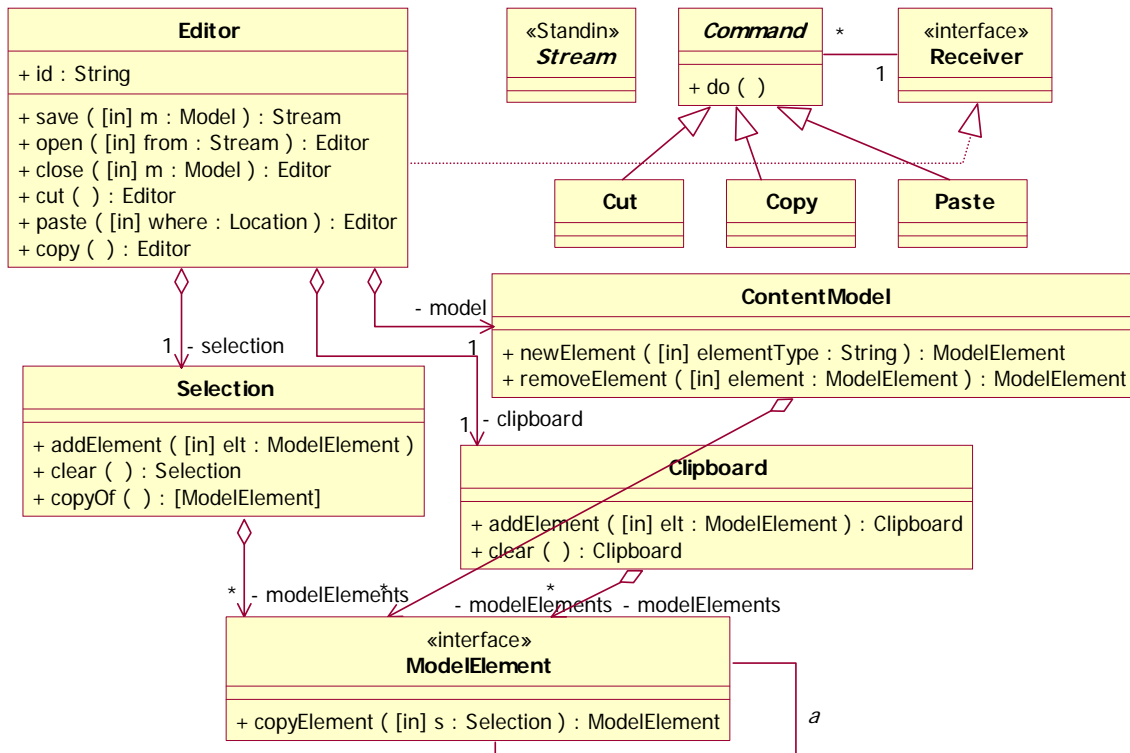 Editor
+ id : String
+ save ( [in] m : Model ) : Stream
+ open ( [in] from : Stream ) : Editor
+ close ( [in] m : Model ) : Editor
+ cut ( ) : Editor
+ paste ( [in] where : Location ) : Editor
+ copy ( ) : Editor
«Standin»
Stream
Command
+ do ( )
*
1
«interface»
Receiver
Cut
Copy
Paste
- model
1
ContentModel
+ newElement ( [in] elementType : String ) : ModelElement
+ removeElement ( [in] element : ModelElement ) : ModelElement
1 - selection
Selection
+ addElement ( [in] elt : ModelElement )
+ clear ( ) : Selection
+ copyOf ( ) : [ModelElement]
1 - clipboard
Clipboard
+ addElement ( [in] elt : ModelElement ) : Clipboard
+ clear ( ) : Clipboard
* - modelElements
* - modelElements
* - modelElements
«interface»
ModelElement
+ copyElement ( [in] s : Selection ) : ModelElement
a